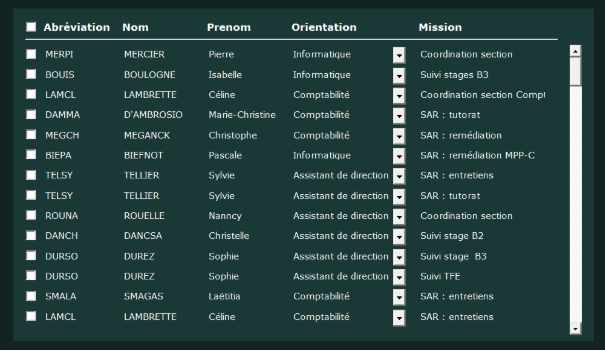 Abréviation Nom Prenom Orientation Mission
MERPI MERCIER Pierre Informatique Coordination section
BOUIS BOULOGNE Isabelle Informatique Suivi stages B3
LAMCL LAMBRETTE Céline Comptabilité Coordination section Compt
DAMMA D'AMBROSIO Marie-Christine Comptabilité SAR : tutorat
MEGCH MEGANCK Christophe Comptabilité SAR : remédiation
BIEPA BIEFNOT Pascale Informatique SAR : remédiation MPP-C
TELSY TELLIER Sylvie Assistant de direction SAR : entretiens
TELSY TELLIER Sylvie Assistant de direction SAR : tutorat
ROUNA ROUELLE Nanncy Assistant de direction Coordination section
DANCH DANCSA Christelle Assistant de direction Suivi stage B2
DURSO DUREZ Sophie Assistant de direction Suivi stage  B3
DURSO DUREZ Sophie Assistant de direction Suivi TFE
SMALA SMAGAS Laëtitia Comptabilité SAR : entretiens
LAMCL LAMBRETTE Céline Comptabilité SAR : entretiens